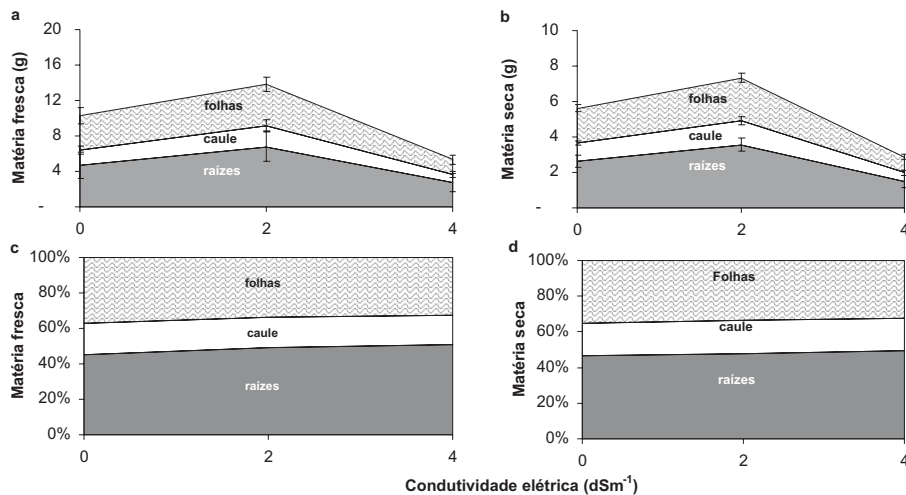 a
Matéria fresca (g)
20
16
12
8
4
-
folhas
caule
raízes
0 2 4
b
Matéria seca (g)
10
8
6
4
2
-
folhas
caule
raízes
0 2 4
c
Matéria fresca
100%
80%
60%
40%
20%
0%
folhas
caule
raízes
0 2 4
d
Matéria seca
100%
80%
60%
40%
20%
0%
Folhas
caule
raízes
0 2 4
Condutividade elétrica (dSm⁻¹)